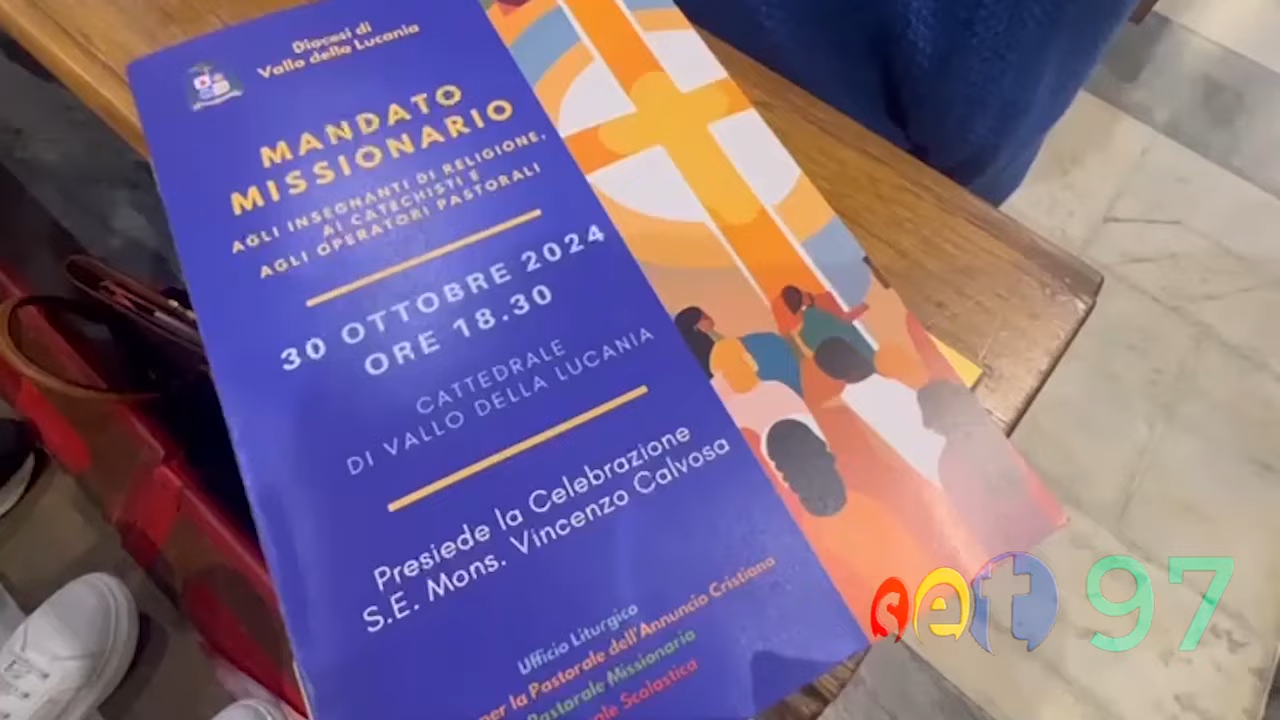 Diocesi di
Vallo della Lucania
MANDATO
MISSIONARIO
AGLI INSEGNANTI DI RELIGIONE,
AI CATECHISTI E
AGLI OPERATORI PASTORALI
30 OTTOBRE 2024
ORE 18.30
CATTEDRALE
DI VALLO DELLA LUCANIA
Presiede la Celebrazione
S.E. Mons. Vincenzo Calvosa
Ufficio Liturgico
per la Pastorale dell'Annuncio Cristiano
Pastorale Missionaria
Scolastica
set 97